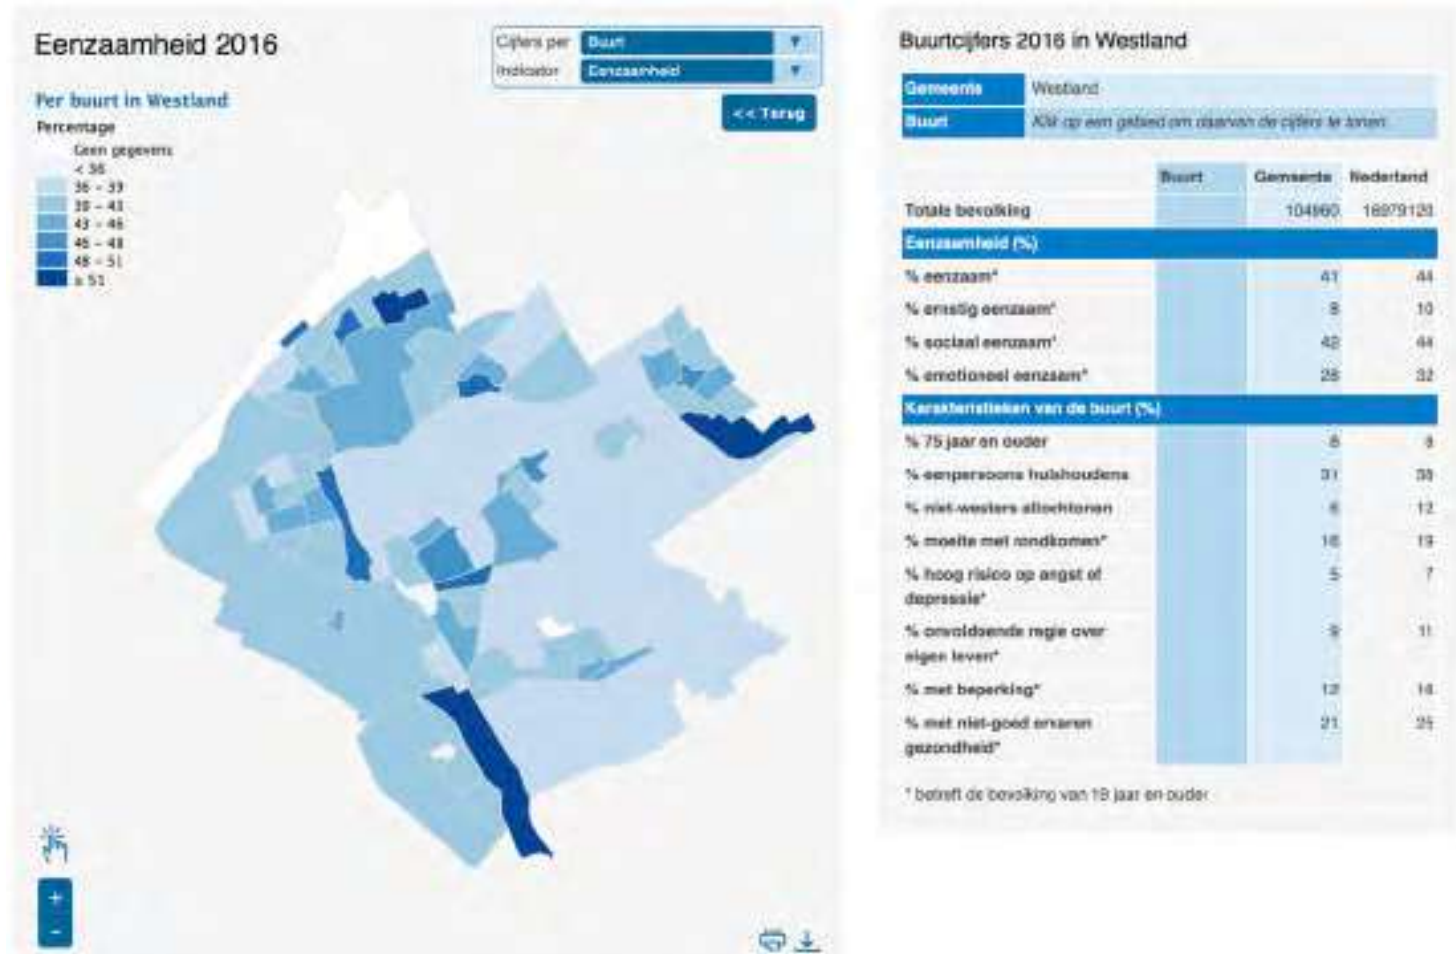 Eenzaamheid 2016
Cijfers per Buurt
Indicator Eenzaamheid
<< Terug
Per buurt in Westland
Percentage
Geen gegevens
< 36
36 - 39
39 - 43
43 - 46
46 - 48
48 - 51
≥ 51
+
-
Buurtcijfers 2016 in Westland
Gemeente Westland
Buurt Klik op een gebied om daarvan de cijfers te tonen.
Buurt Gemeente Nederland
Totale bevolking 104960 16979120
Eenzaamheid (%)
% eenzaam* 41 44
% ernstig eenzaam* 8 10
% sociaal eenzaam* 42 44
% emotioneel eenzaam* 28 32
Karakteristieken van de buurt (%)
% 75 jaar en ouder 8 8
% eenpersoons huishoudens 31 38
% niet-westers allochtonen 6 12
% moeite met rondkomen* 16 19
% hoog risico op angst of
depressie* 5 7
% onvoldoende regie over
eigen leven* 9 11
% met beperking* 12
% met niet-goed ervaren
gezondheid* 21 25
* betreft de bevolking van 19 jaar en ouder